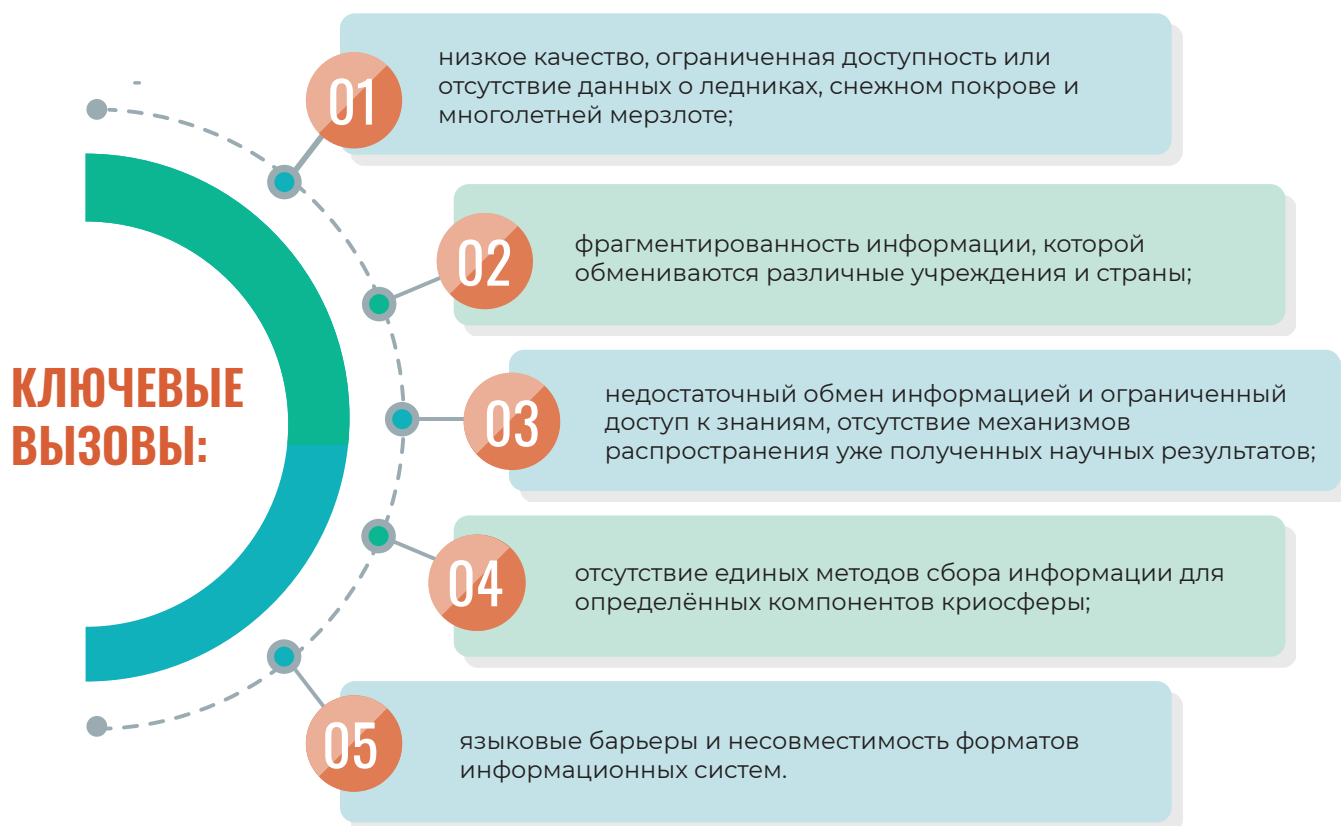 КЛЮЧЕВЫЕ
ВЫЗОВЫ:
01
низкое качество, ограниченная доступность или
отсутствие данных о ледниках, снежном покрове и
многолетней мерзлоте;
02
фрагментированность информации, которой
обмениваются различные учреждения и страны;
03
недостаточный обмен информацией и ограниченный
доступ к знаниям, отсутствие механизмов
распространения уже полученных научных результатов;
04
отсутствие единых методов сбора информации для
определённых компонентов криосферы;
05
языковые барьеры и несовместимость форматов
информационных систем.